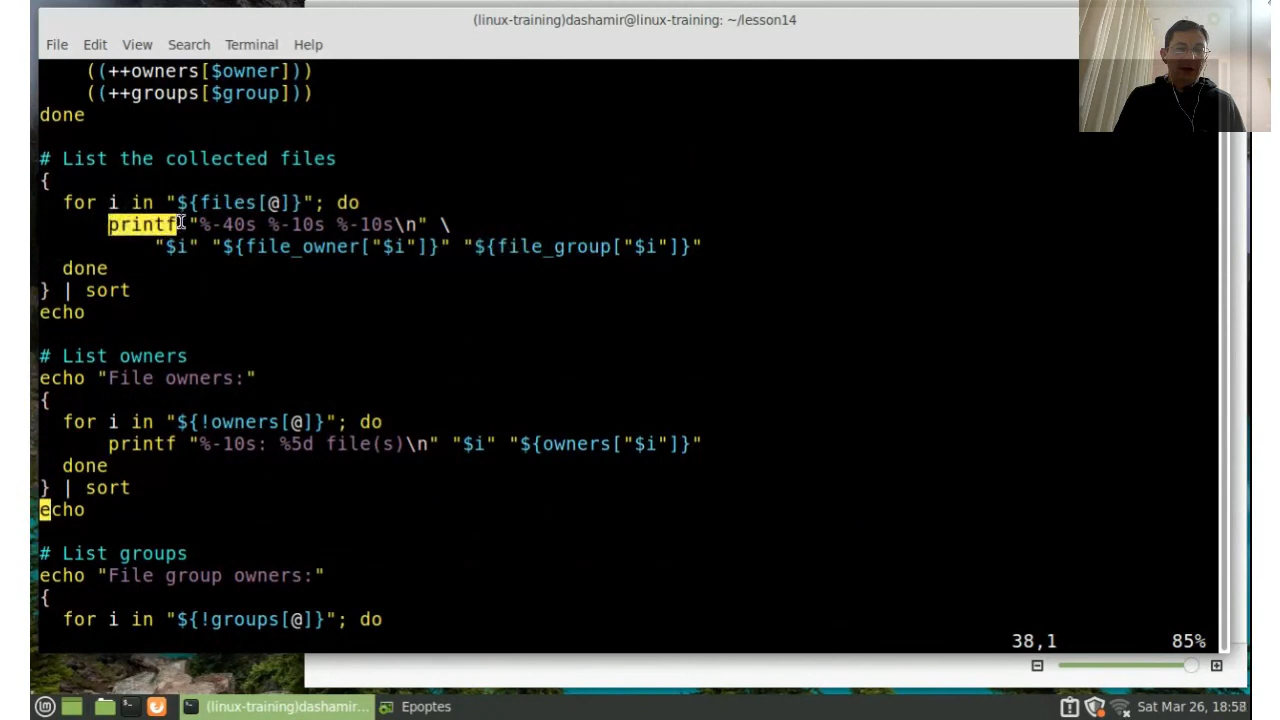 (linux-training)dashamir@linux-training: ~/lesson14
File Edit View Search Terminal Help
((++owners[$owner]))
((++groups[$group]))
done
# List the collected files
{
for i in "${files[@]}"; do
printf "%-40s %-10s %-10s\n" \
"$i" "${file_owner["$i"]}" "${file_group["$i"]}"
done
} | sort
echo
# List owners
echo "File owners:"
{
for i in "${!owners[@]}"; do
printf "%-10s: %5d file(s)\n" "$i" "${owners["$i"]}"
done
} | sort
echo
# List groups
echo "File group owners:"
{
for i in "${!groups[@]}"; do
38,1 85%
(linux-training)dashamir... Epoptes Sat Mar 26, 18:58